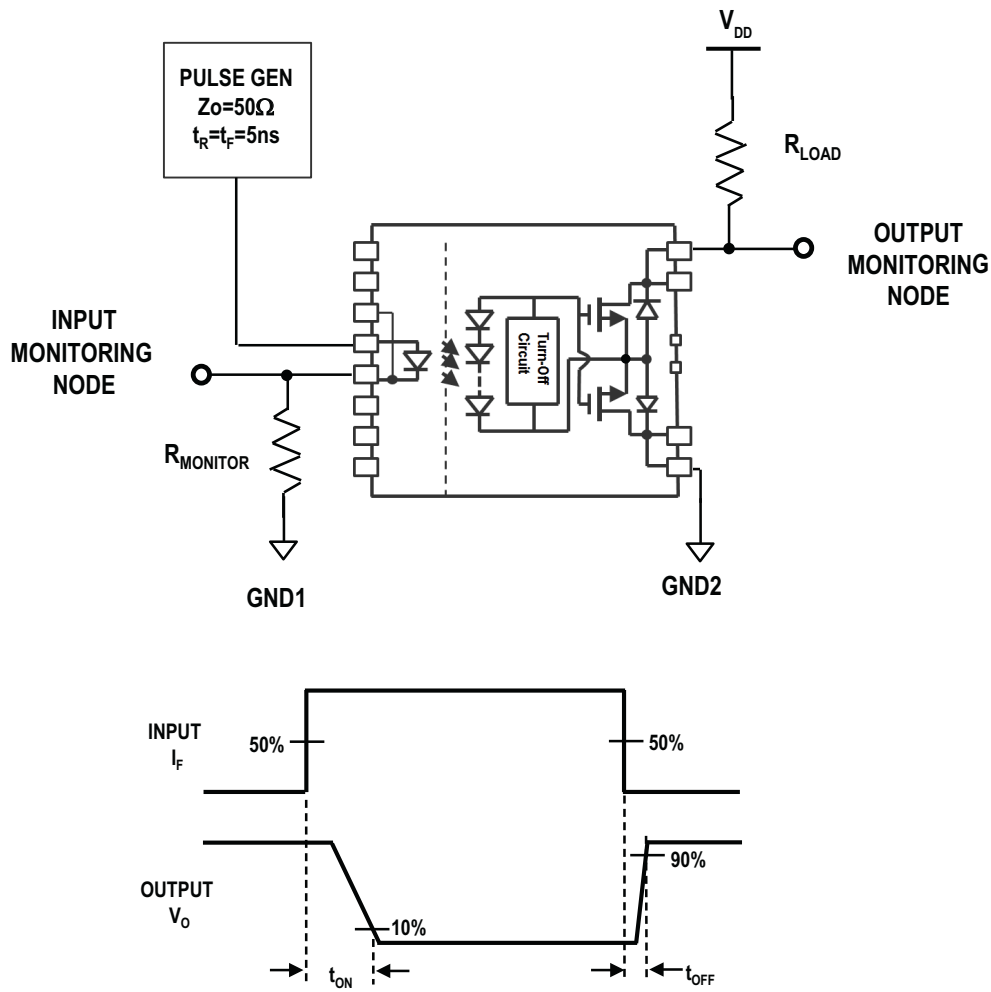 V_DD
PULSE GEN
Zo=50Ω
t_R=t_F=5ns
R_LOAD
OUTPUT
MONITORING
NODE
INPUT
MONITORING
NODE
Turn-Off
Circuit
R_MONITOR
GND1
GND2
INPUT
I_F
50%
50%
OUTPUT
V_O
10%
90%
t_ON
t_OFF